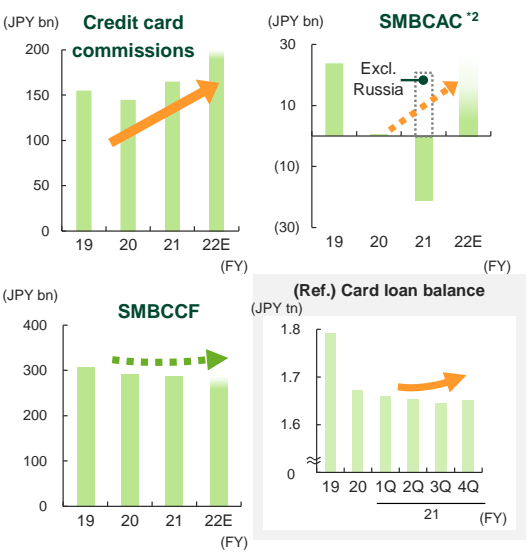 (JPY bn)
Credit card
commissions
200
150
100
50
0
19 20 21 22E
(FY)
(JPY bn)
SMBCAC *2
30
10
(10)
(30)
Excl.
Russia
19 20 21 22E
(FY)
(JPY bn)
SMBCCF
400
300
200
100
0
19 20 21 22E
(FY)
(Ref.) Card loan balance
(JPY tn)
1.8
1.7
1.6
0
19 20 1Q 2Q 3Q 4Q
21
(FY)